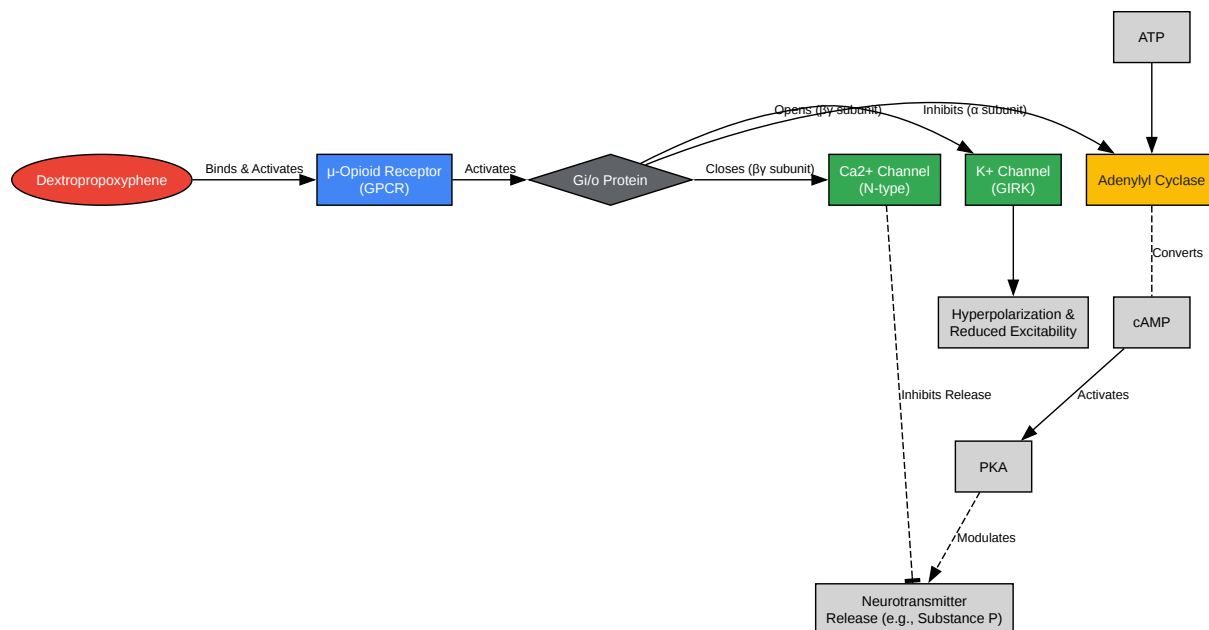 ATP
Opens (βγ subunit)
Inhibits (α subunit)
Dextropropoxyphene
Binds & Activates
μ-Opioid Receptor
(GPCR)
Activates
Gi/o Protein
Closes (βγ subunit)
Ca2+ Channel
(N-type)
K+ Channel
(GIRK)
Adenylyl Cyclase
Converts
Hyperpolarization &
Reduced Excitability
cAMP
Inhibits Release
Activates
PKA
Modulates
Neurotransmitter
Release (e.g., Substance P)